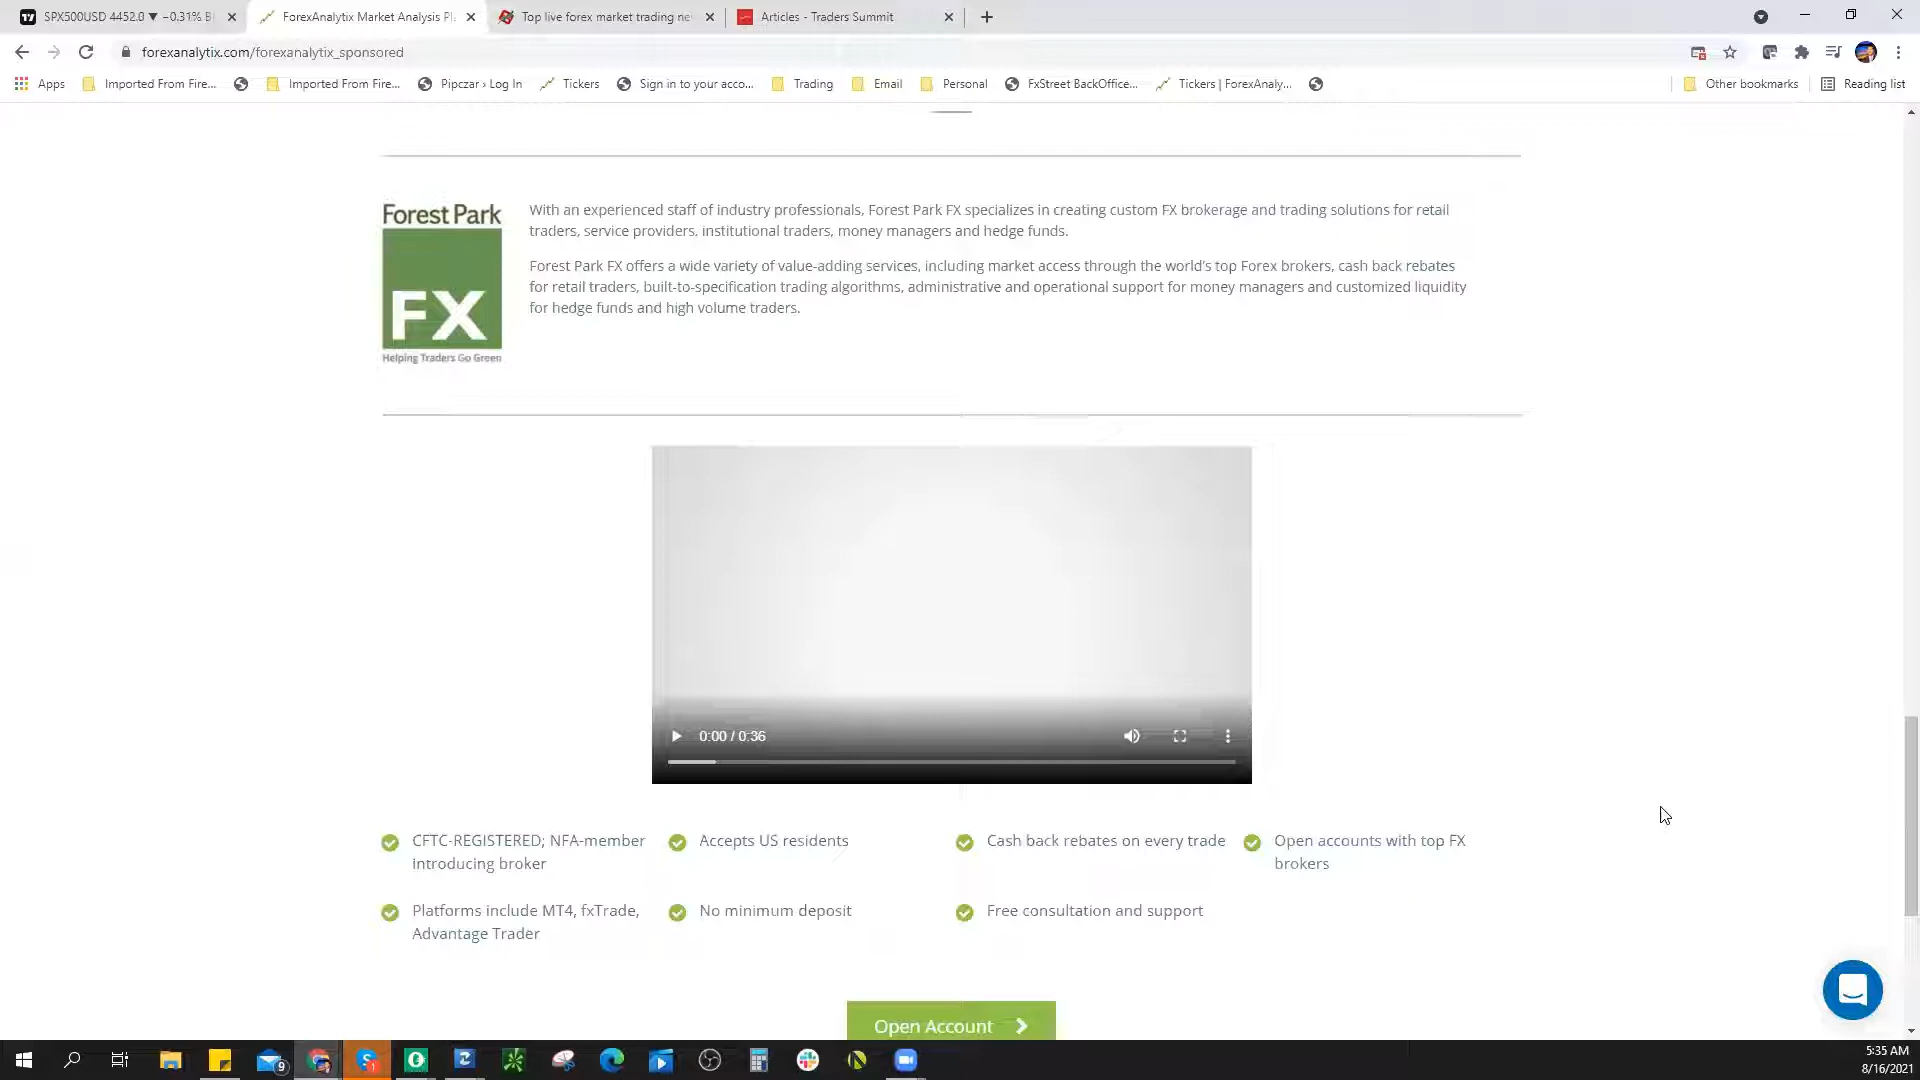 SPX500USD 4452.0 ▼ −0.31%
ForexAnalytix Market Analysis Pl
Top live forex market trading ne
Articles - Traders Summit
forexanalytix.com/forexanalytix_sponsored
Apps
Imported From Fire...
Imported From Fire...
Pipczar › Log In
Tickers
Sign in to your acco...
Trading
Email
Personal
FxStreet BackOffice...
Tickers | ForexAnaly...
Other bookmarks
Reading list
Forest Park
FX
Helping Traders Go Green
With an experienced staff of industry professionals, Forest Park FX specializes in creating custom FX brokerage and trading solutions for retail
traders, service providers, institutional traders, money managers and hedge funds.
Forest Park FX offers a wide variety of value-adding services, including market access through the world's top Forex brokers, cash back rebates
for retail traders, built-to-specification trading algorithms, administrative and operational support for money managers and customized liquidity
for hedge funds and high volume traders.
0:00 / 0:36
CFTC-REGISTERED; NFA-member
introducing broker
Accepts US residents
Cash back rebates on every trade
Open accounts with top FX
brokers
Platforms include MT4, fxTrade,
Advantage Trader
No minimum deposit
Free consultation and support
Open Account
9
1
5:35 AM
8/16/2021